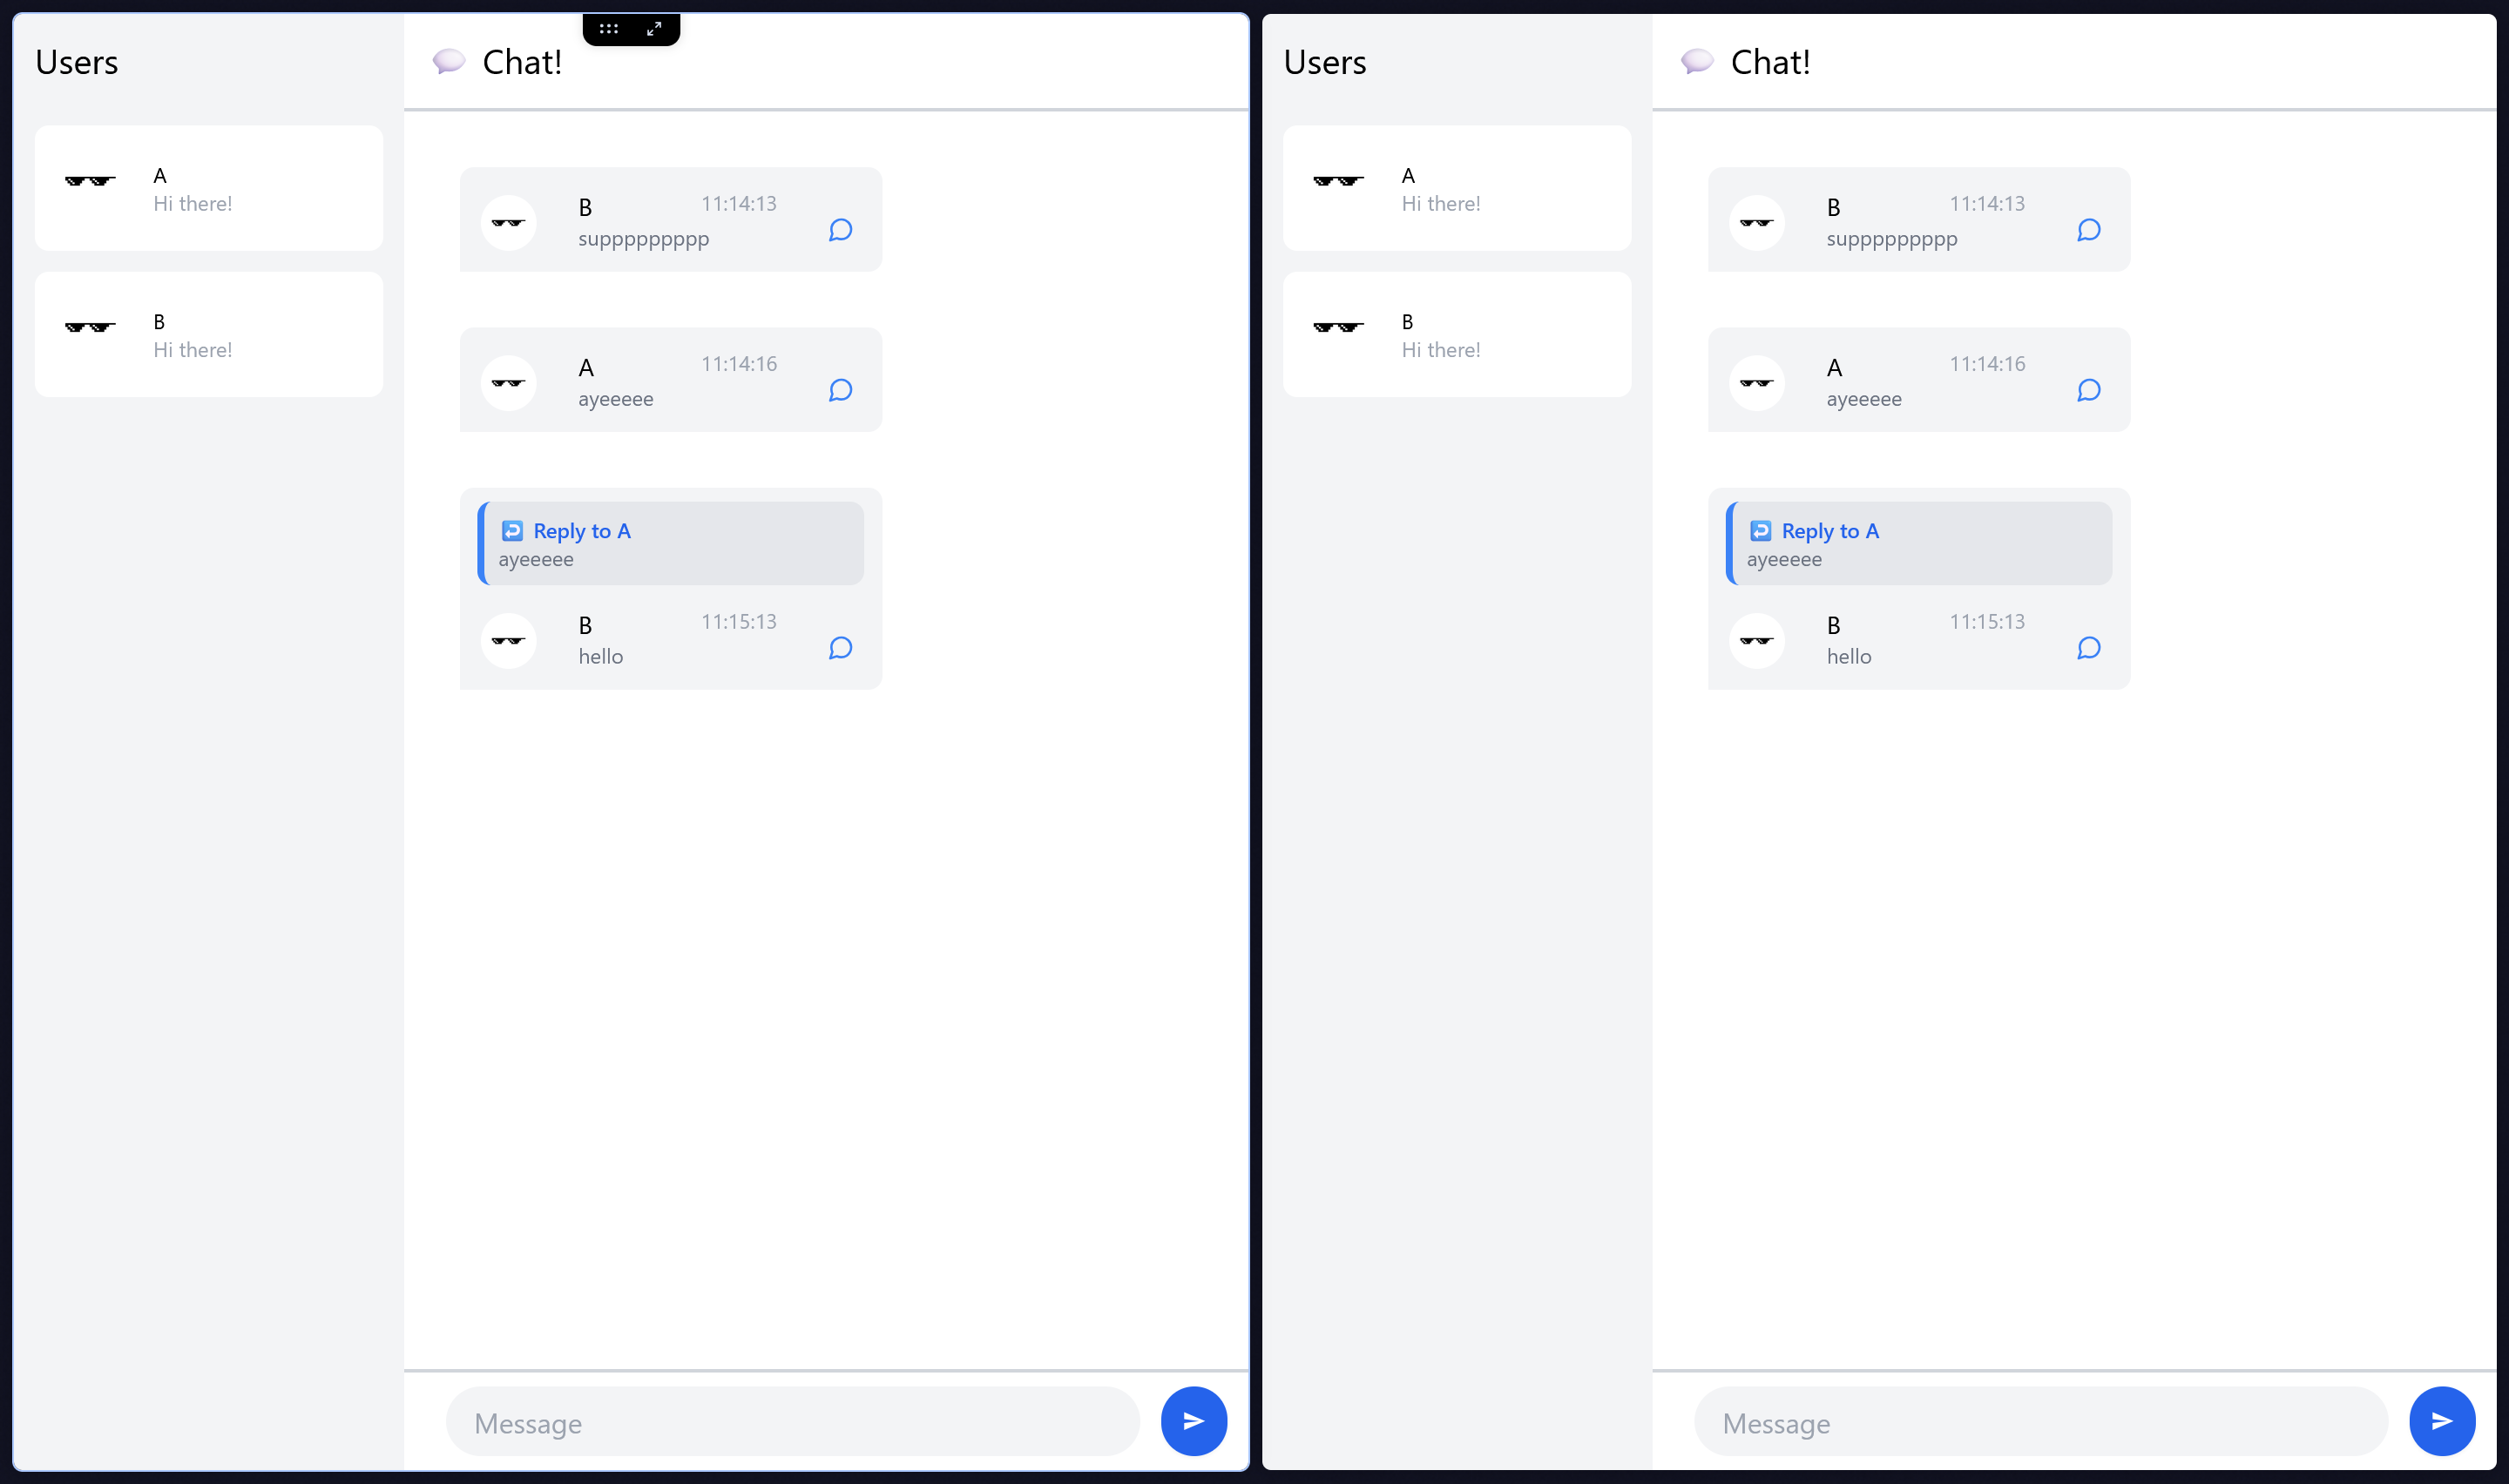 Users
A
Hi there!
B
Hi there!
Chat!
B 11:14:13
supppppppppp
A 11:14:16
ayeeeee
Reply to A
ayeeeee
B 11:15:13
hello
Message
Users
A
Hi there!
B
Hi there!
Chat!
B 11:14:13
supppppppppp
A 11:14:16
ayeeeee
Reply to A
ayeeeee
B 11:15:13
hello
Message